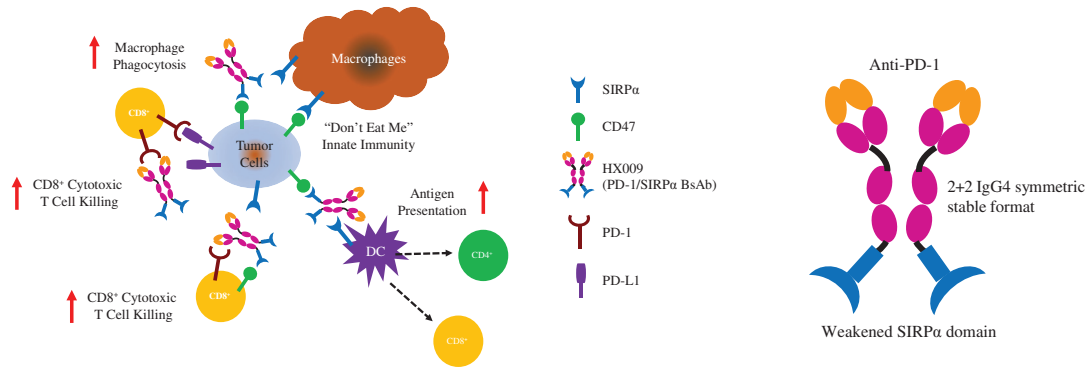 Macrophage
Phagocytosis
Macrophages
CD8⁺
Tumor
Cells
“Don’t Eat Me”
Innate Immunity
CD8⁺ Cytotoxic
T Cell Killing
Antigen
Presentation
DC
CD4⁺
CD8⁺
CD8⁺ Cytotoxic
T Cell Killing
CD8⁺
SIRPα
CD47
HX009
(PD-1/SIRPα BsAb)
PD-1
PD-L1
Anti-PD-1
2+2 IgG4 symmetric
stable format
Weakened SIRPα domain